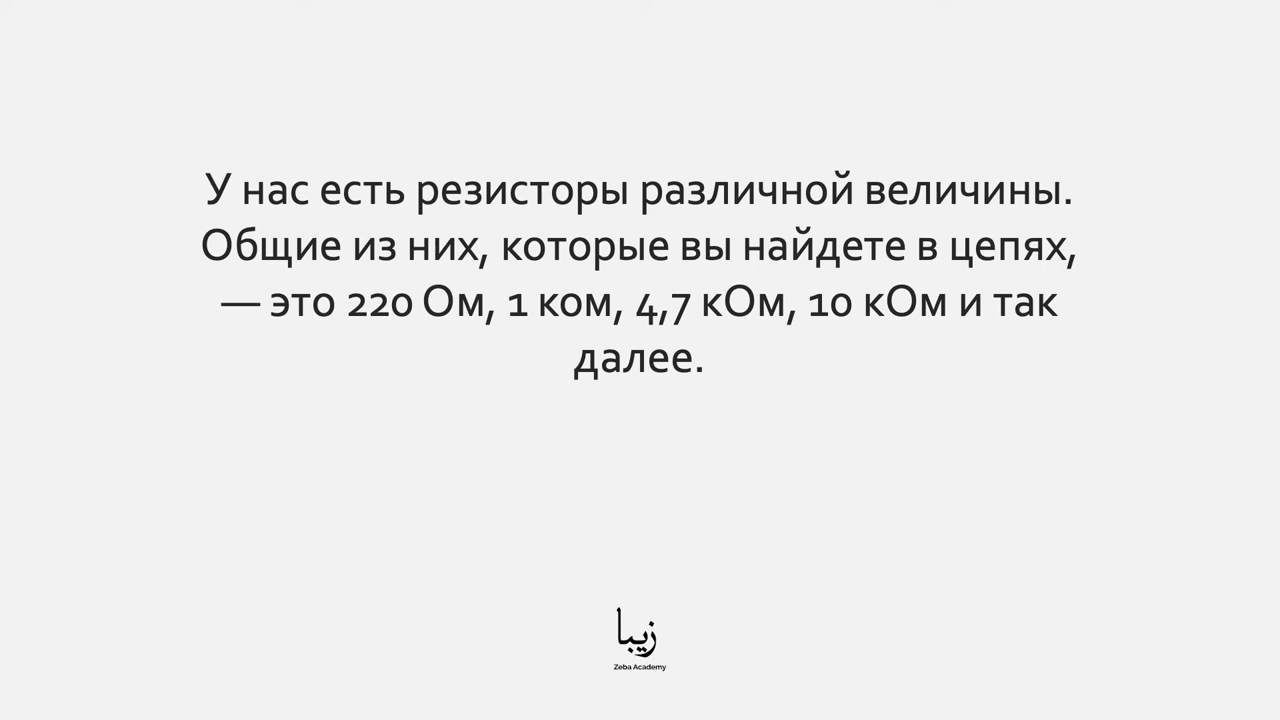 У нас есть резисторы различной величины.
Общие из них, которые вы найдете в цепях,
— это 220 Ом, 1 ком, 4,7 кОм, 10 кОм и так
далее.
زيبا
Zeba Academy